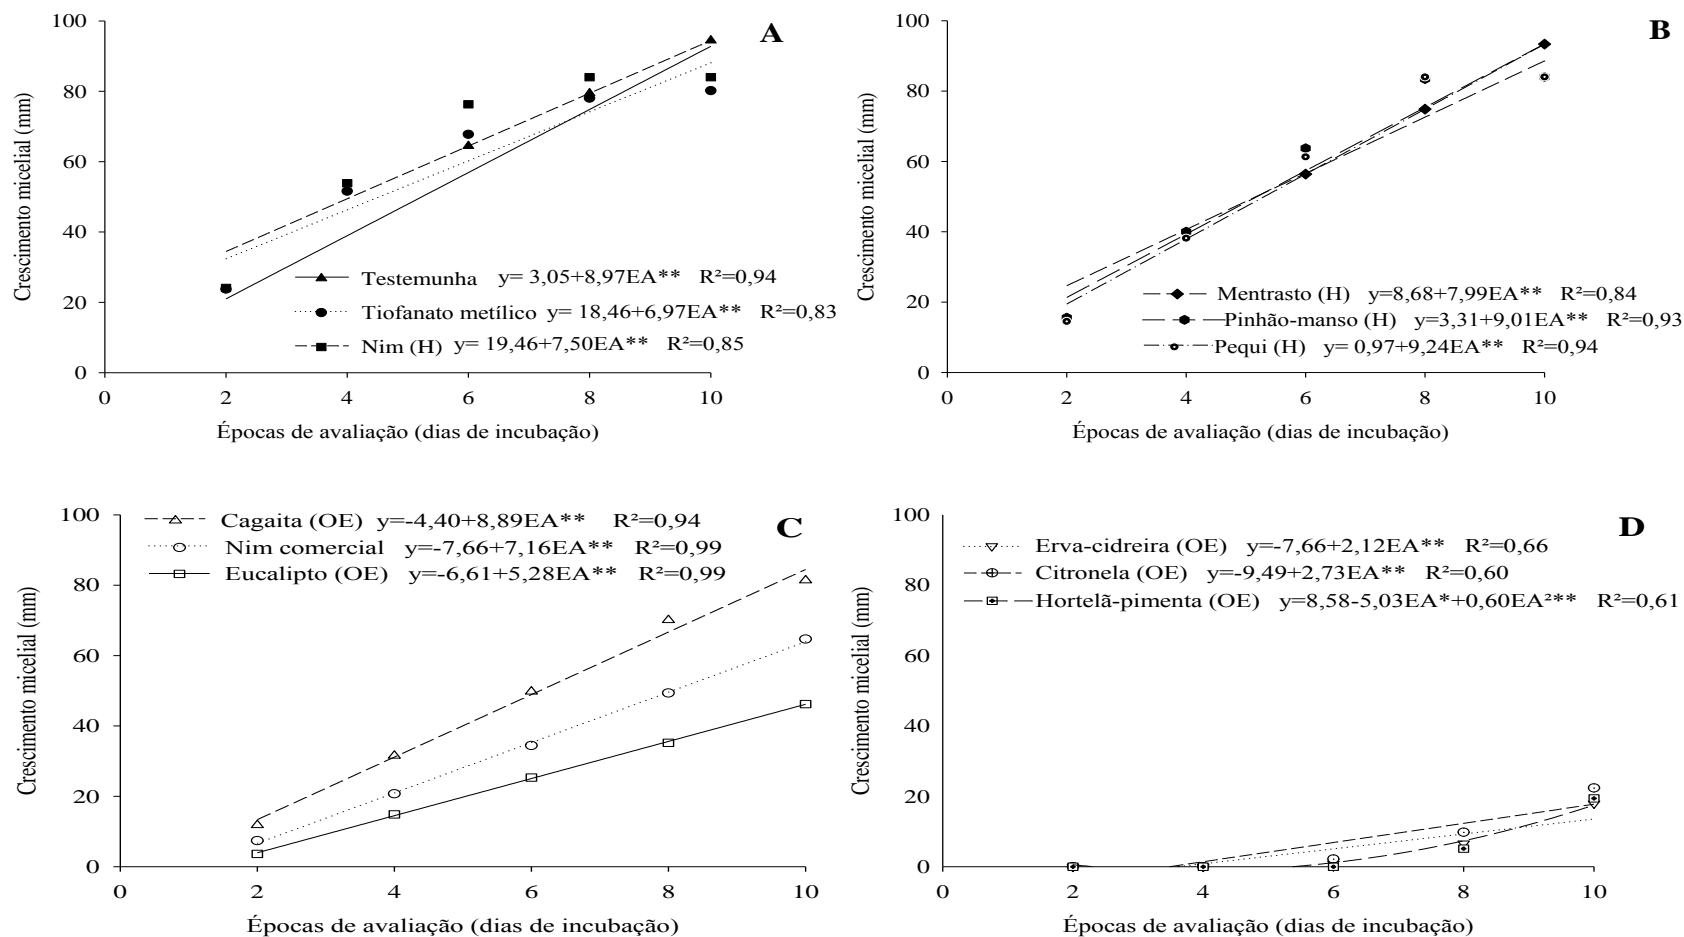 A
Crescimento micelial (mm)
100
80
60
40
20
0
Testemunha y= 3,05+8,97EA** R²=0,94
Tiofanato metílico y= 18,46+6,97EA** R²=0,83
Nim (H) y= 19,46+7,50EA** R²=0,85
0 2 4 6 8 10
Épocas de avaliação (dias de incubação)
B
Crescimento micelial (mm)
100
80
60
40
20
0
Mentrasto (H) y=8,68+7,99EA** R²=0,84
Pinhão-manso (H) y=3,31+9,01EA** R²=0,93
Pequi (H) y= 0,97+9,24EA** R²=0,94
0 2 4 6 8 10
Épocas de avaliação (dias de incubação)
C
Crescimento micelial (mm)
100
80
60
40
20
0
Cagaita (OE) y=-4,40+8,89EA** R²=0,94
Nim comercial y=-7,66+7,16EA** R²=0,99
Eucalipto (OE) y=-6,61+5,28EA** R²=0,99
0 2 4 6 8 10
Épocas de avaliação (dias de incubação)
D
Crescimento micelial (mm)
100
80
60
40
20
0
Erva-cidreira (OE) y=-7,66+2,12EA** R²=0,66
Citronela (OE) y=-9,49+2,73EA** R²=0,60
Hortelã-pimenta (OE) y=8,58-5,03EA*+0,60EA²** R²=0,61
0 2 4 6 8 10
Épocas de avaliação (dias de incubação)